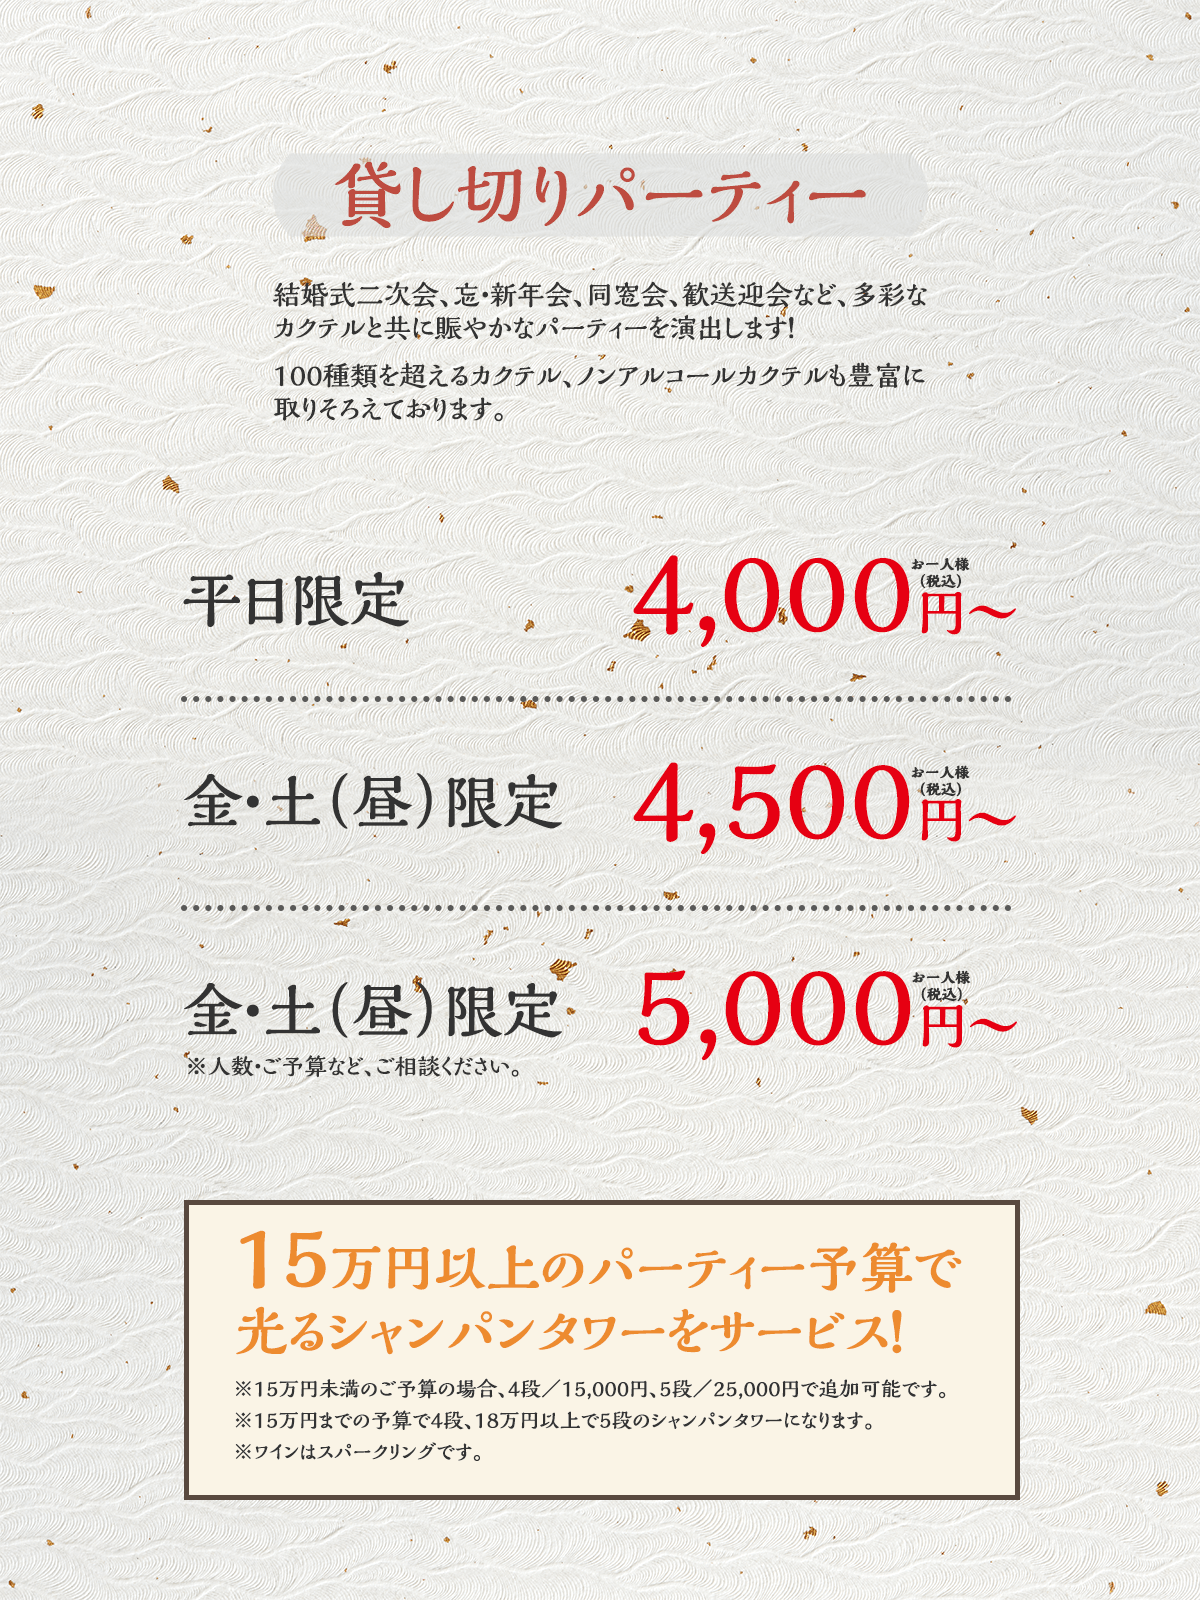 貸し切りパーティー
結婚式二次会、忘・新年会、同窓会、歓送迎会など、多彩な
カクテルと共に賑やかなパーティーを演出します!
100種類を超えるカクテル、ノンアルコールカクテルも豊富に
取りそろえております。
平日限定 4,000円〜 お一人様(税込)
金・土(昼)限定 4,500円〜 お一人様(税込)
金・土(昼)限定 5,000円〜 お一人様(税込)
※人数・ご予算など、ご相談ください。
15万円以上のパーティー予算で
光るシャンパンタワーをサービス!
※15万円未満のご予算の場合、4段／15,000円、5段／25,000円で追加可能です。
※15万円までの予算で4段、18万円以上で5段のシャンパンタワーになります。
※ワインはスパークリングです。